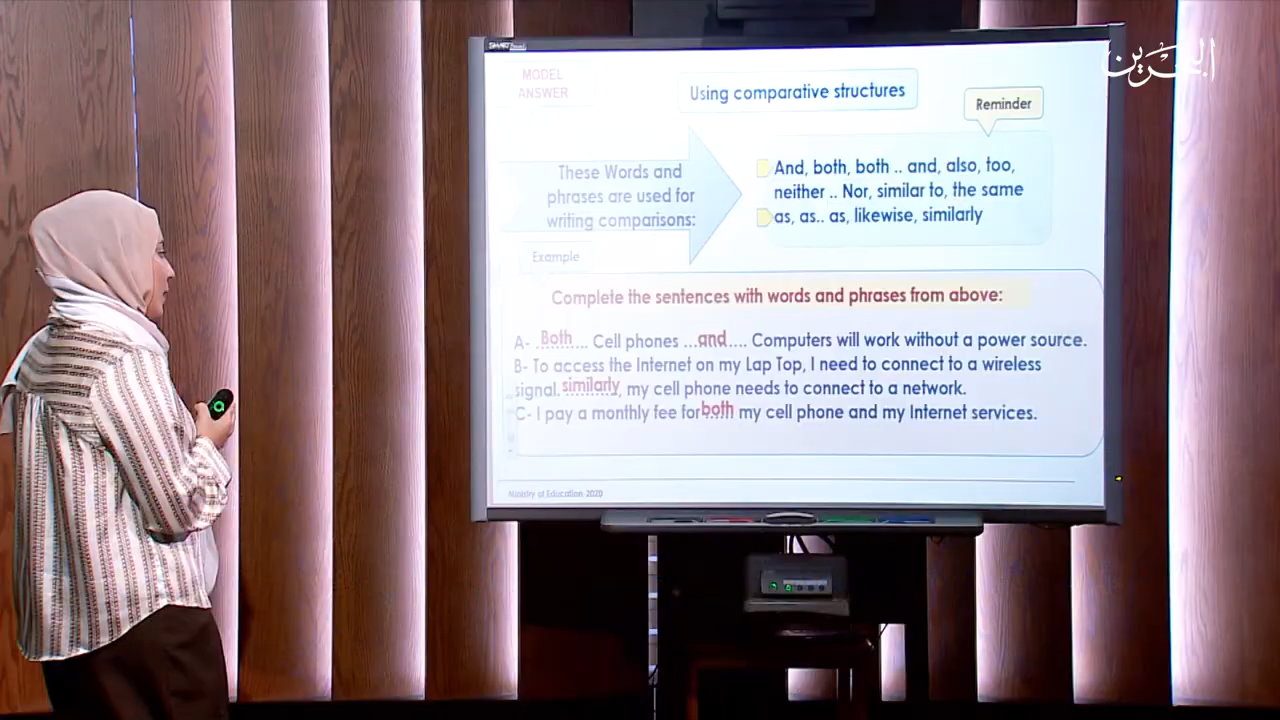 البحرين
SMART
MODEL
ANSWER
Using comparative structures
Reminder
These Words and
phrases are used for
writing comparisons:
And, both, both .. and, also, too,
neither .. Nor, similar to, the same
as, as.. as, likewise, similarly
Example
Complete the sentences with words and phrases from above:
A- ..Both.... Cell phones ...and.... Computers will work without a power source.
B- To access the Internet on my Lap Top, I need to connect to a wireless
signal. similarly, my cell phone needs to connect to a network.
C- I pay a monthly fee for both my cell phone and my Internet services.
Ministry of Education 2020